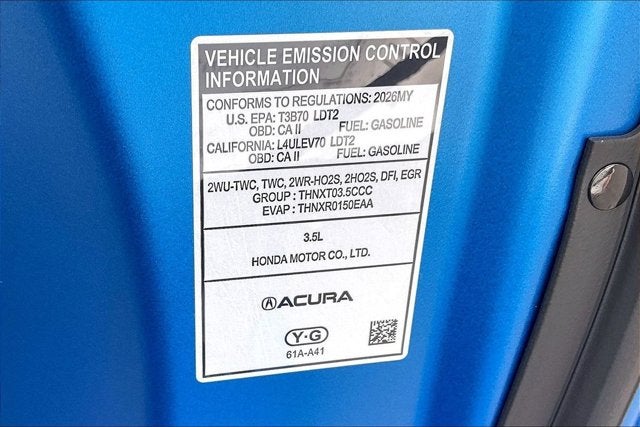 VEHICLE EMISSION CONTROL
INFORMATION
CONFORMS TO REGULATIONS: 2026MY
U.S. EPA: T3B70 LDT2
OBD: CA II FUEL: GASOLINE
CALIFORNIA: L4ULEV70 LDT2
OBD: CA II FUEL: GASOLINE
2WU-TWC, TWC, 2WR-HO2S, 2HO2S, DFI, EGR
GROUP : THNXT03.5CCC
EVAP : THNXR0150EAA
3.5L
HONDA MOTOR CO., LTD.
ACURA
Y-G
61A-A41